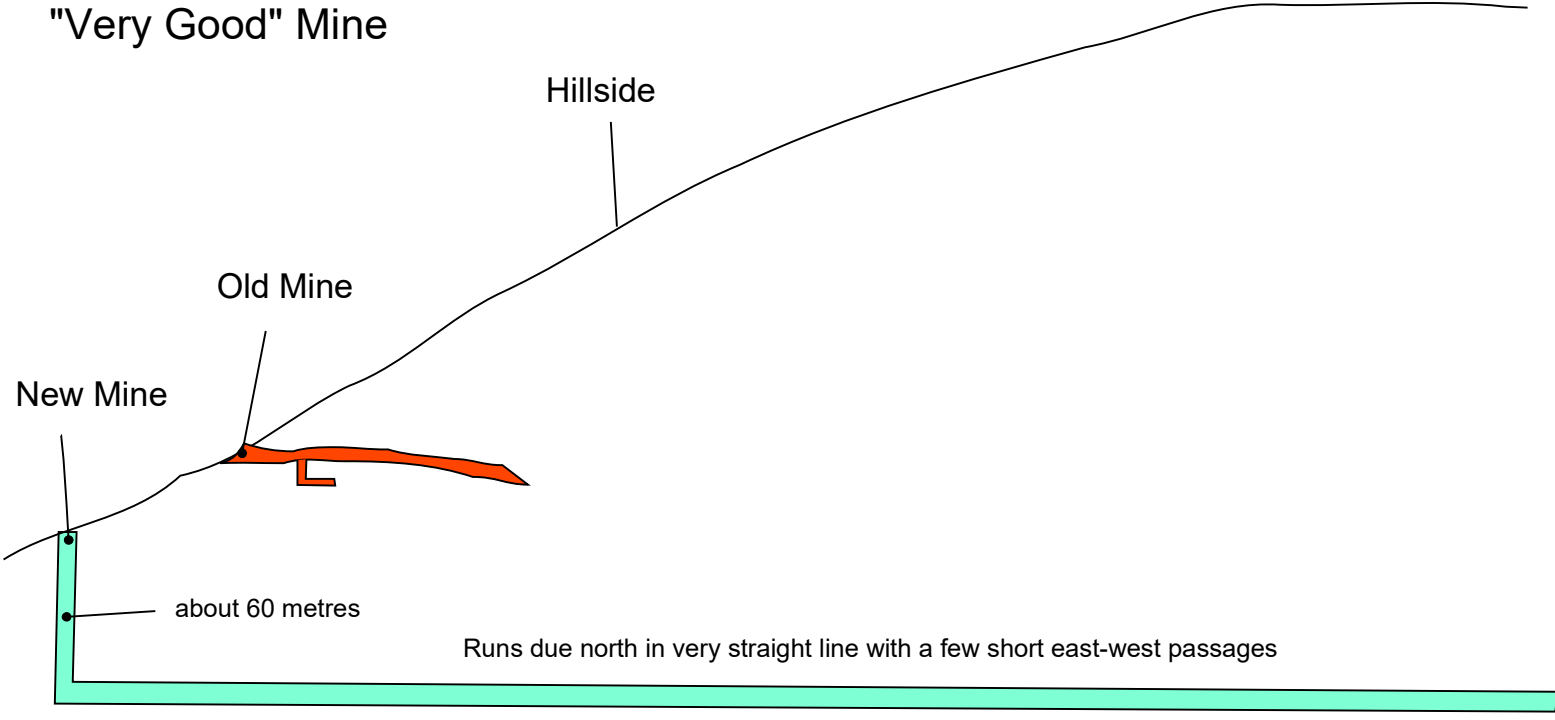 "Very Good" Mine
Hillside
Old Mine
New Mine
about 60 metres
Runs due north in very straight line with a few short east-west passages